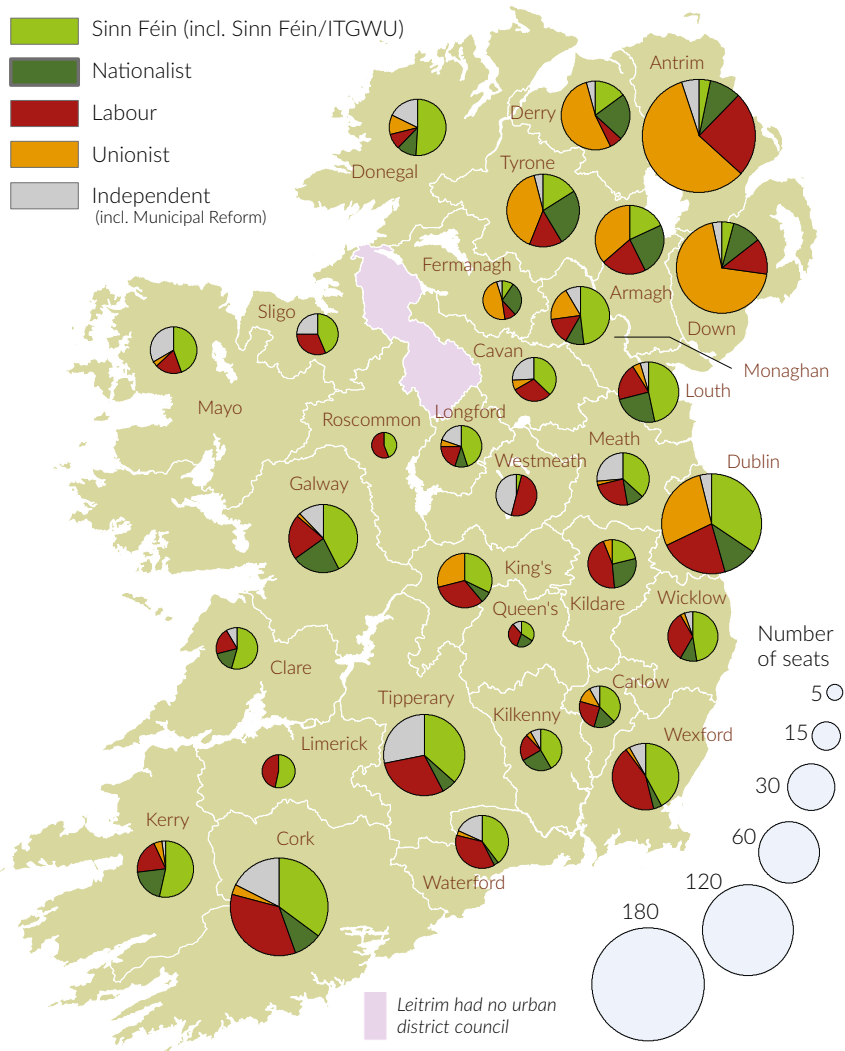 Sinn Féin (incl. Sinn Féin/ITGWU)
Nationalist
Labour
Unionist
Independent
(incl. Municipal Reform)
Antrim
Derry
Donegal
Tyrone
Fermanagh
Armagh
Down
Sligo
Monaghan
Cavan
Louth
Mayo
Roscommon
Longford
Meath
Westmeath
Dublin
Galway
King's
Kildare
Queen's
Wicklow
Clare
Carlow
Tipperary
Kilkenny
Wexford
Limerick
Kerry
Cork
Waterford
Number
of seats
5
15
30
60
120
180
Leitrim had no urban
district council